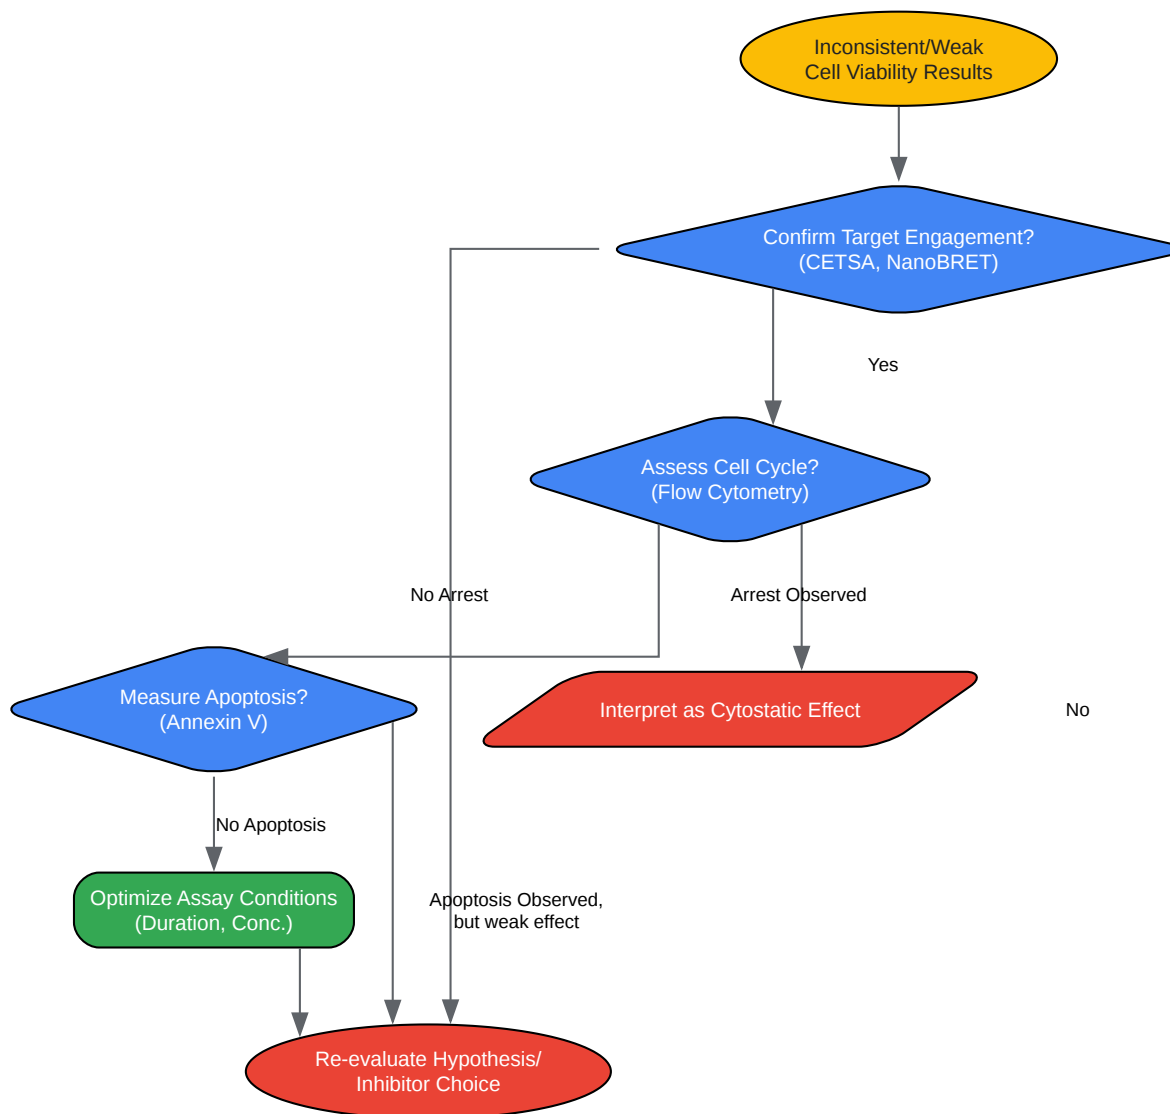 Inconsistent/Weak
Cell Viability Results
Confirm Target Engagement?
(CETSA, NanoBRET)
Yes
Assess Cell Cycle?
(Flow Cytometry)
No Arrest
Arrest Observed
Measure Apoptosis?
(Annexin V)
Interpret as Cytostatic Effect
No
No Apoptosis
Optimize Assay Conditions
(Duration, Conc.)
Apoptosis Observed,
but weak effect
Re-evaluate Hypothesis/
Inhibitor Choice